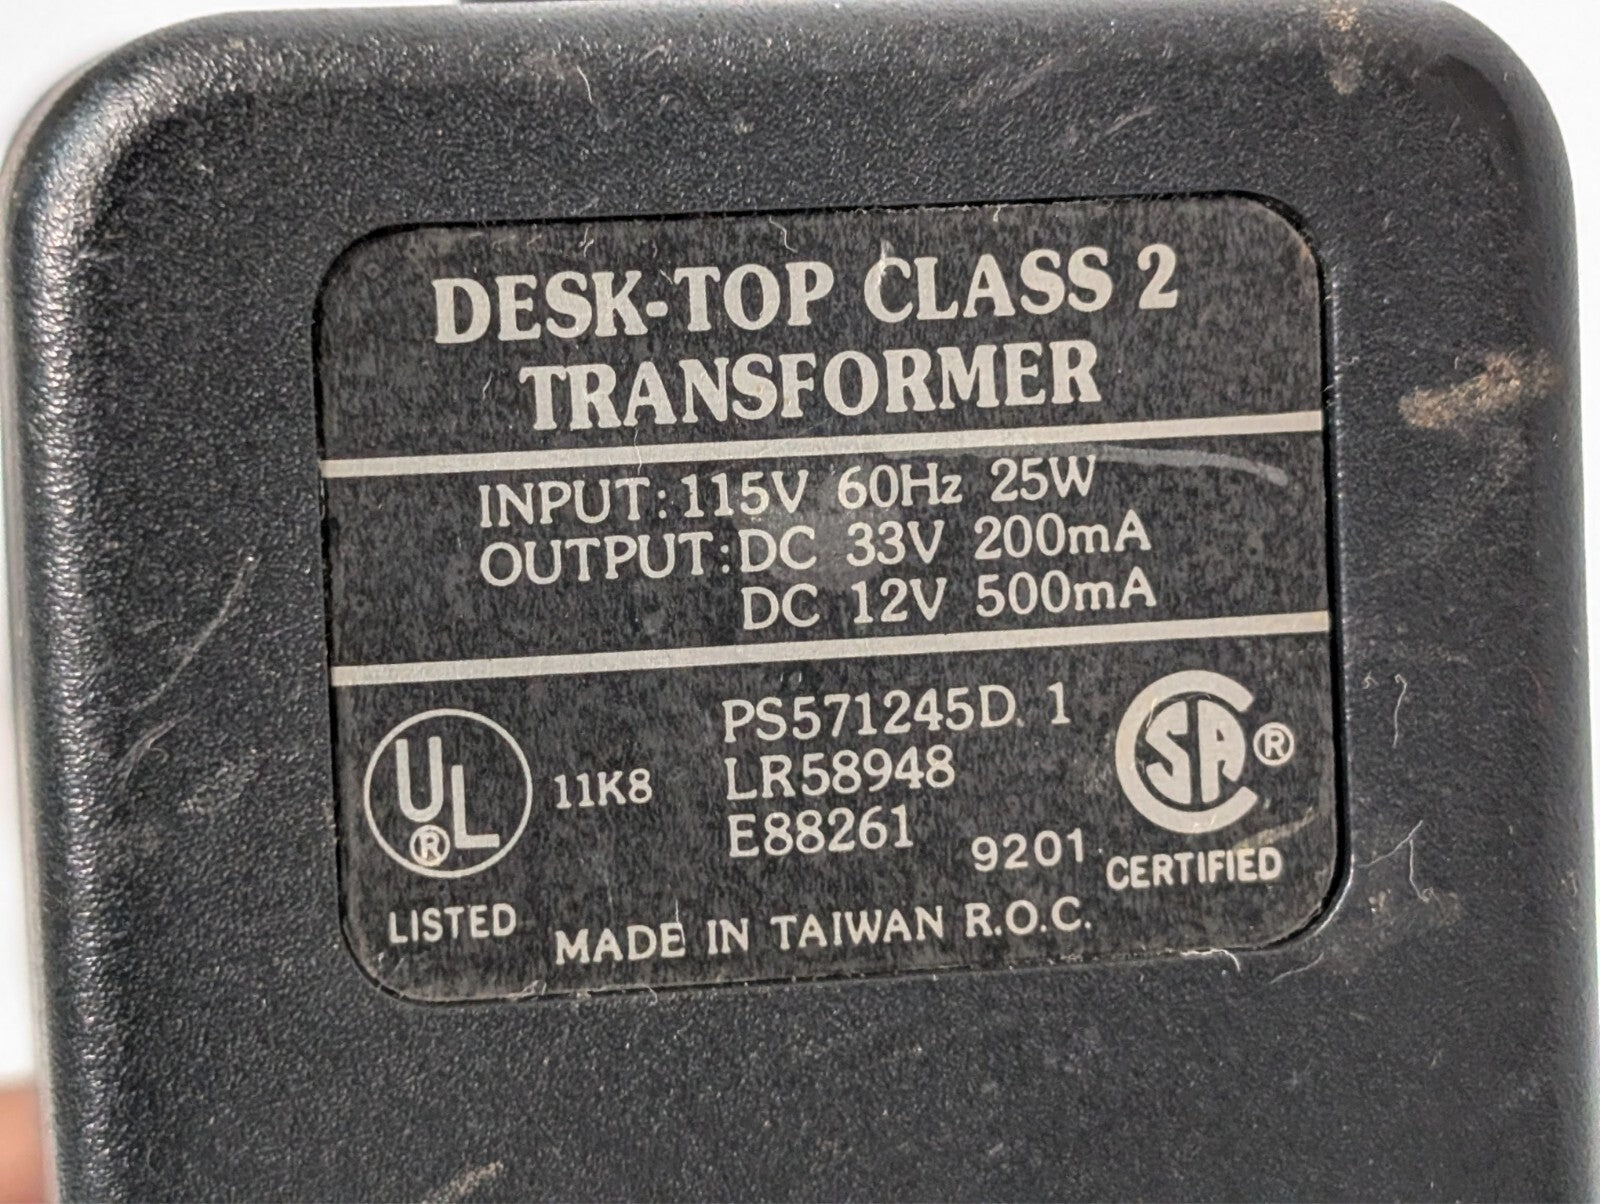 DESK-TOP CLASS 2
TRANSFORMER
INPUT: 115V 60Hz 25W
OUTPUT: DC 33V 200mA
DC 12V 500mA
UL
®
LISTED
11K8
PS571245D. 1
LR58948
E88261
9201
CSA ®
CERTIFIED
MADE IN TAIWAN R.O.C.